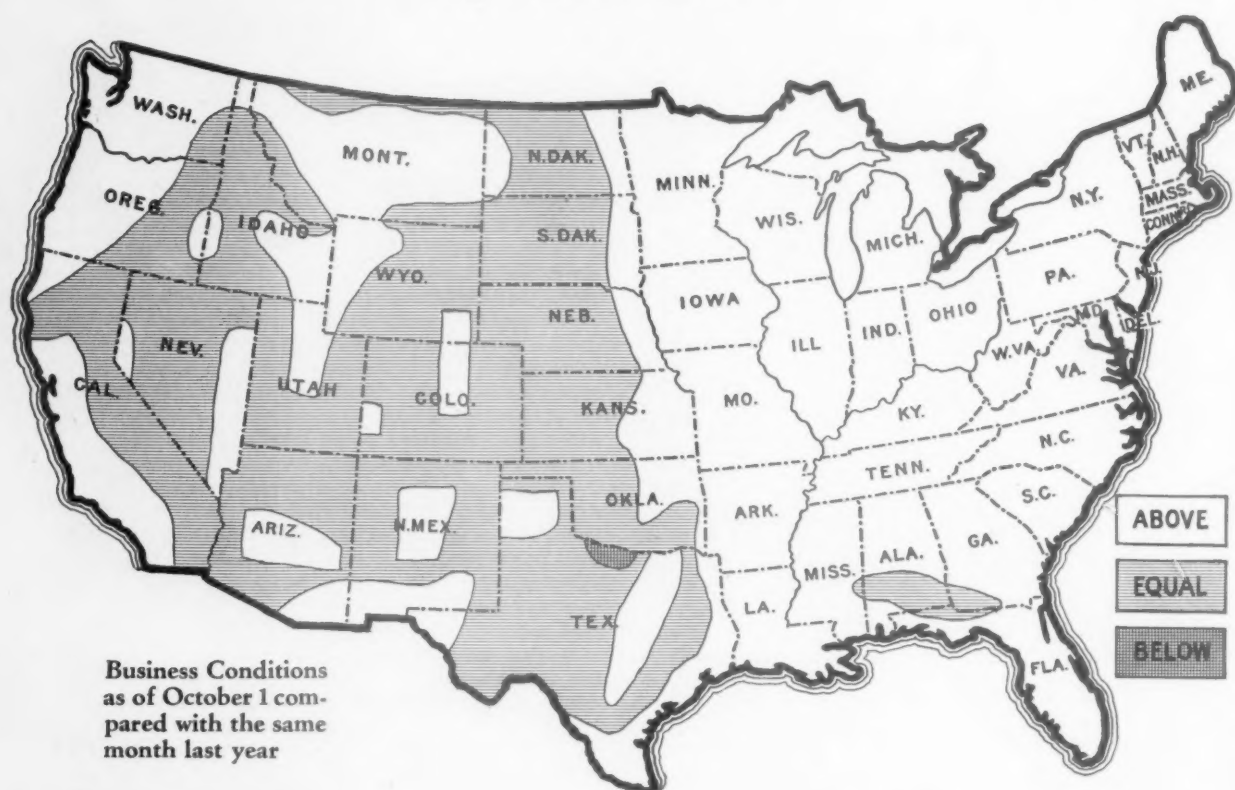 WASH.
MONT.
N.DAK.
MINN.
ME.
VT.
N.H.
OREG.
IDAHO
S.DAK.
WIS.
MICH.
N.Y.
MASS.
CONN.
WYO.
IOWA
PA.
N.J.
NEV.
NEB.
ILL
IND.
OHIO
MD.
DEL.
CAL.
UTAH
COLO.
KANS.
MO.
W.VA.
VA.
KY.
N.C.
TENN.
ARIZ.
N.MEX.
OKLA.
ARK.
S.C.
MISS.
ALA.
GA.
TEX.
LA.
FLA.
ABOVE
EQUAL
BELOW
Business Conditions
as of October 1 com-
pared with the same
month last year